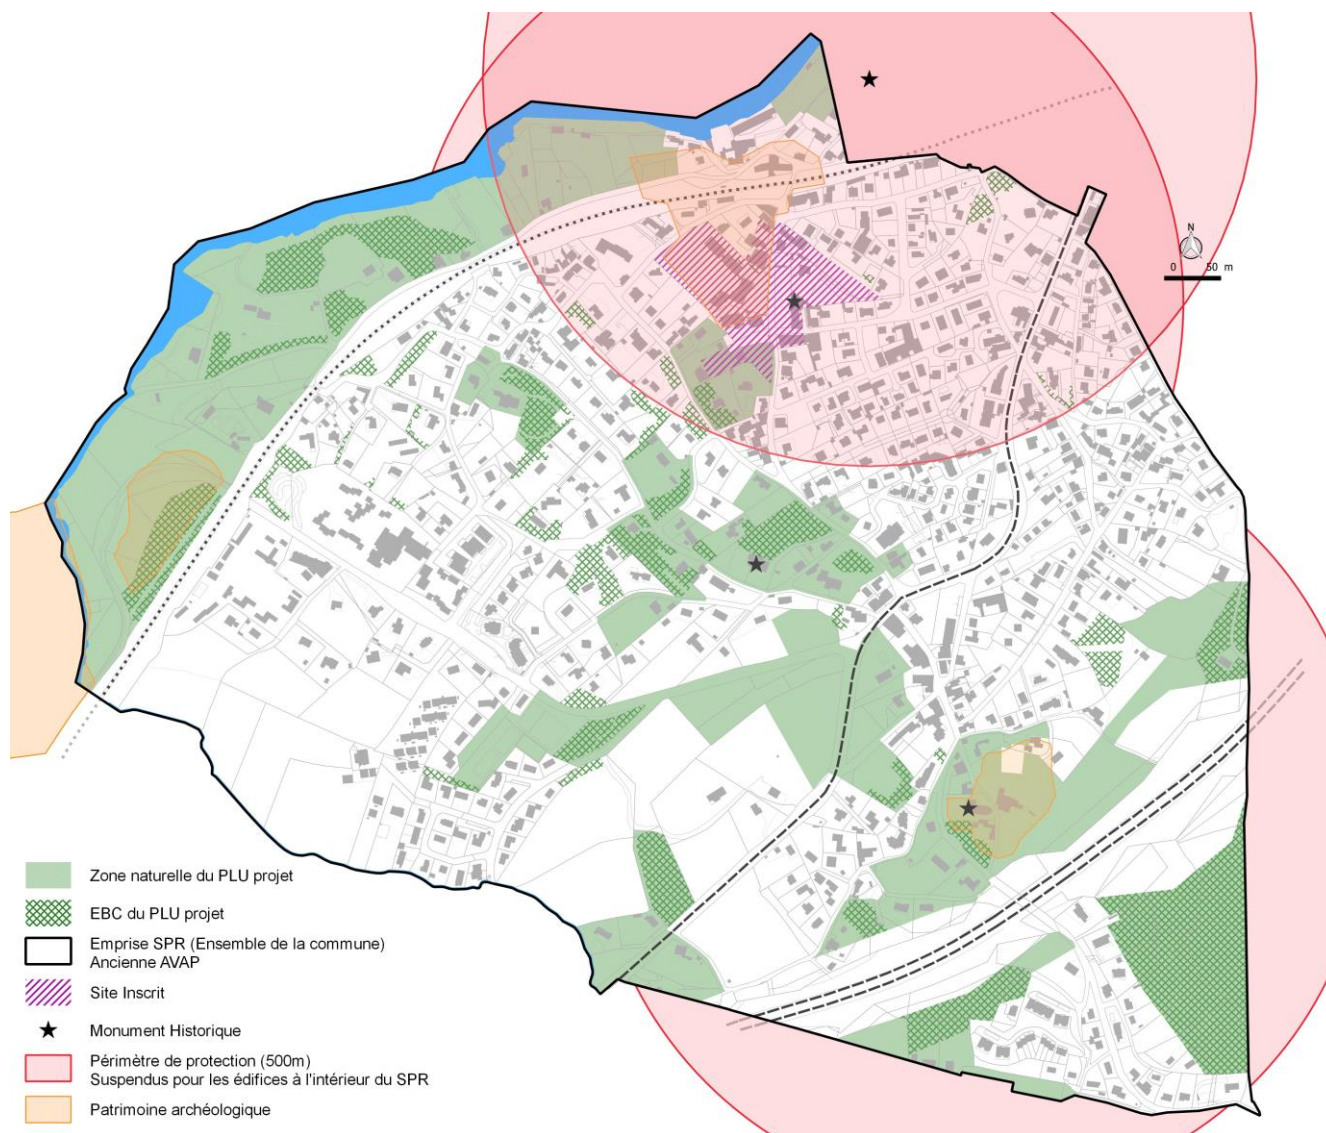 N
0 50 m
Zone naturelle du PLU projet
EBC du PLU projet
Emprise SPR (Ensemble de la commune)
Ancienne AVAP
Site Inscrit
Monument Historique
Périmètre de protection (500m)
Suspendus pour les édifices à l'intérieur du SPR
Patrimoine archéologique